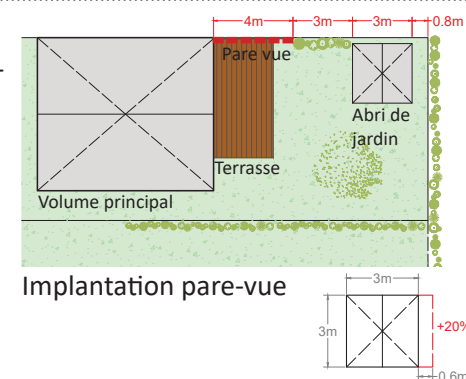 4m 3m 3m 0.8m
Pare vue
Abri de
jardin
Terrasse
Volume principal
Implantation pare-vue
3m
3m
+20%
0.6m